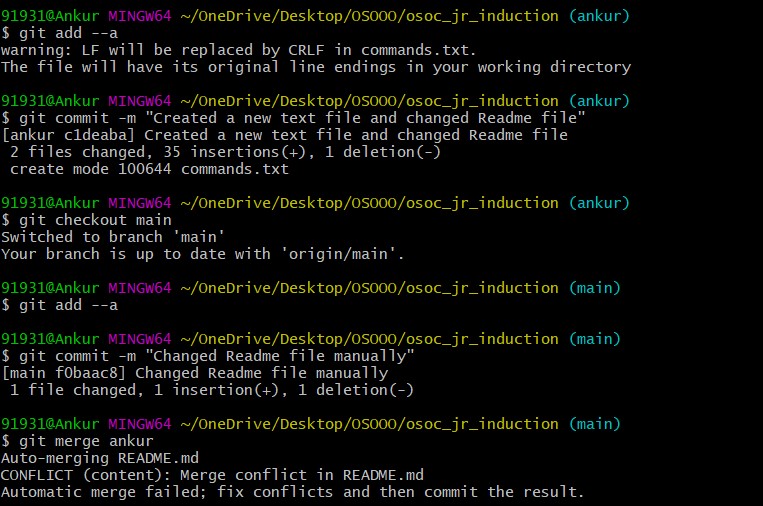 91931@Ankur MINGW64 ~/OneDrive/Desktop/OSOOO/osoc_jr_induction (ankur)
$ git add --a
warning: LF will be replaced by CRLF in commands.txt.
The file will have its original line endings in your working directory
91931@Ankur MINGW64 ~/OneDrive/Desktop/OSOOO/osoc_jr_induction (ankur)
$ git commit -m "Created a new text file and changed Readme file"
[ankur c1deaba] Created a new text file and changed Readme file
 2 files changed, 35 insertions(+), 1 deletion(-)
 create mode 100644 commands.txt
91931@Ankur MINGW64 ~/OneDrive/Desktop/OSOOO/osoc_jr_induction (ankur)
$ git checkout main
Switched to branch 'main'
Your branch is up to date with 'origin/main'.
91931@Ankur MINGW64 ~/OneDrive/Desktop/OSOOO/osoc_jr_induction (main)
$ git add --a
91931@Ankur MINGW64 ~/OneDrive/Desktop/OSOOO/osoc_jr_induction (main)
$ git commit -m "Changed Readme file manually"
[main f0baac8] Changed Readme file manually
 1 file changed, 1 insertion(+), 1 deletion(-)
91931@Ankur MINGW64 ~/OneDrive/Desktop/OSOOO/osoc_jr_induction (main)
$ git merge ankur
Auto-merging README.md
CONFLICT (content): Merge conflict in README.md
Automatic merge failed; fix conflicts and then commit the result.